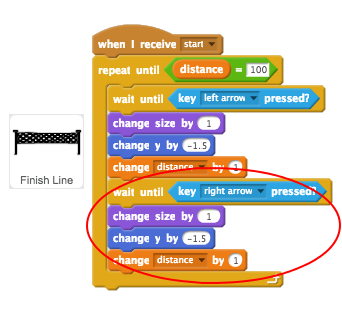 when I receive start
repeat until distance = 100
wait until key left arrow pressed?
change size by 1
change y by -1.5
change distance by 1
wait until key right arrow pressed?
change size by 1
change y by -1.5
change distance by 1
Finish Line